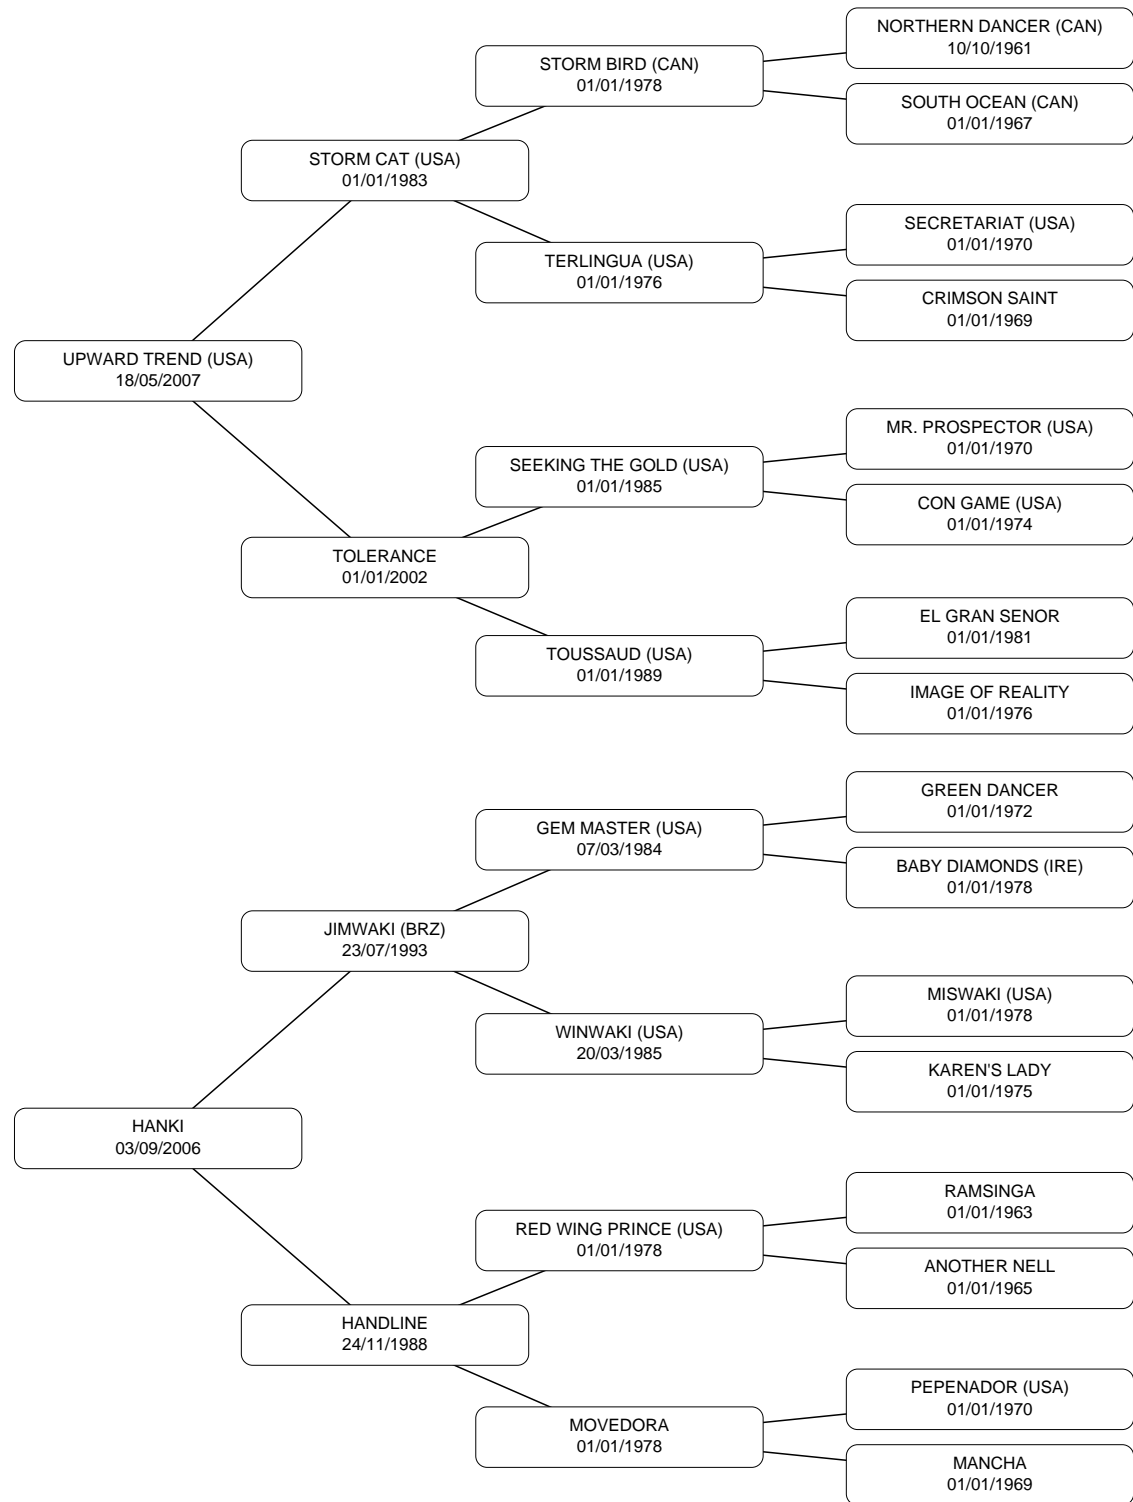 NORTHERN DANCER (CAN)
10/10/1961
STORM BIRD (CAN)
01/01/1978
SOUTH OCEAN (CAN)
01/01/1967
STORM CAT (USA)
01/01/1983
SECRETARIAT (USA)
01/01/1970
TERLINGUA (USA)
01/01/1976
CRIMSON SAINT
01/01/1969
UPWARD TREND (USA)
18/05/2007
MR. PROSPECTOR (USA)
01/01/1970
SEEKING THE GOLD (USA)
01/01/1985
CON GAME (USA)
01/01/1974
TOLERANCE
01/01/2002
EL GRAN SENOR
01/01/1981
TOUSSAUD (USA)
01/01/1989
IMAGE OF REALITY
01/01/1976
GREEN DANCER
01/01/1972
GEM MASTER (USA)
07/03/1984
BABY DIAMONDS (IRE)
01/01/1978
JIMWAKI (BRZ)
23/07/1993
MISWAKI (USA)
01/01/1978
WINWAKI (USA)
20/03/1985
KAREN'S LADY
01/01/1975
HANKI
03/09/2006
RAMSINGA
01/01/1963
RED WING PRINCE (USA)
01/01/1978
ANOTHER NELL
01/01/1965
HANDLINE
24/11/1988
PEPENADOR (USA)
01/01/1970
MOVEDORA
01/01/1978
MANCHA
01/01/1969